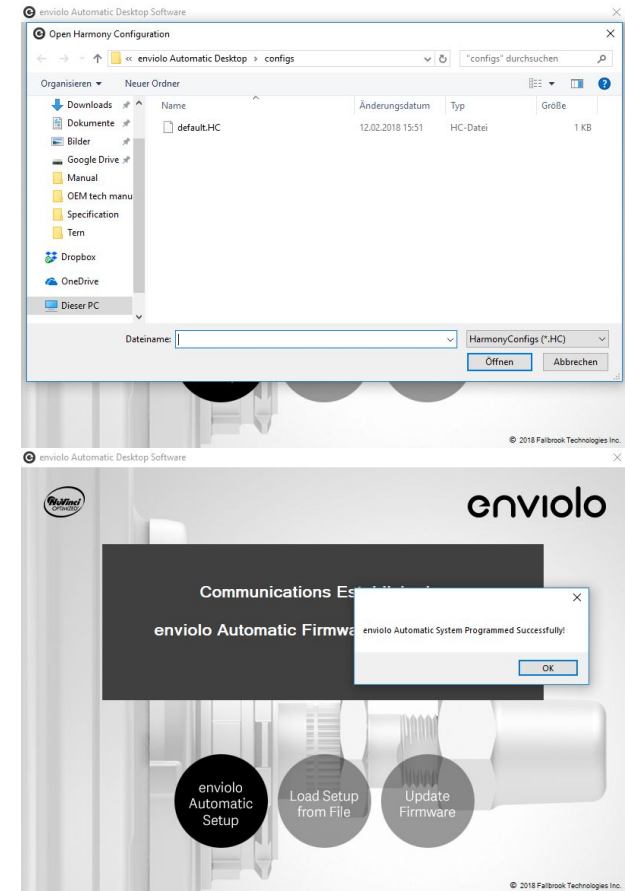 enviolo Automatic Desktop Software
Open Harmony Configuration
« enviolo Automatic Desktop > configs
"configs" durchsuchen
Organisieren
Neuer Ordner
Downloads
Dokumente
Bilder
Google Drive
Manual
OEM tech manu
Specification
Tern
Dropbox
OneDrive
Dieser PC
Name Änderungsdatum Typ Größe
default.HC 12.02.2018 15:51 HC-Datei 1 KB
Dateiname:
HarmonyConfigs (*.HC)
Öffnen Abbrechen
© 2018 Fallbrook Technologies Inc.
enviolo Automatic Desktop Software
NuVinci
OPTIMIZED
enviolo
Communications
enviolo Automatic
enviolo Automatic System Programmed Successfully!
OK
enviolo
Automatic
Setup
Load Setup
from File
Update
Firmware
© 2018 Fallbrook Technologies Inc.